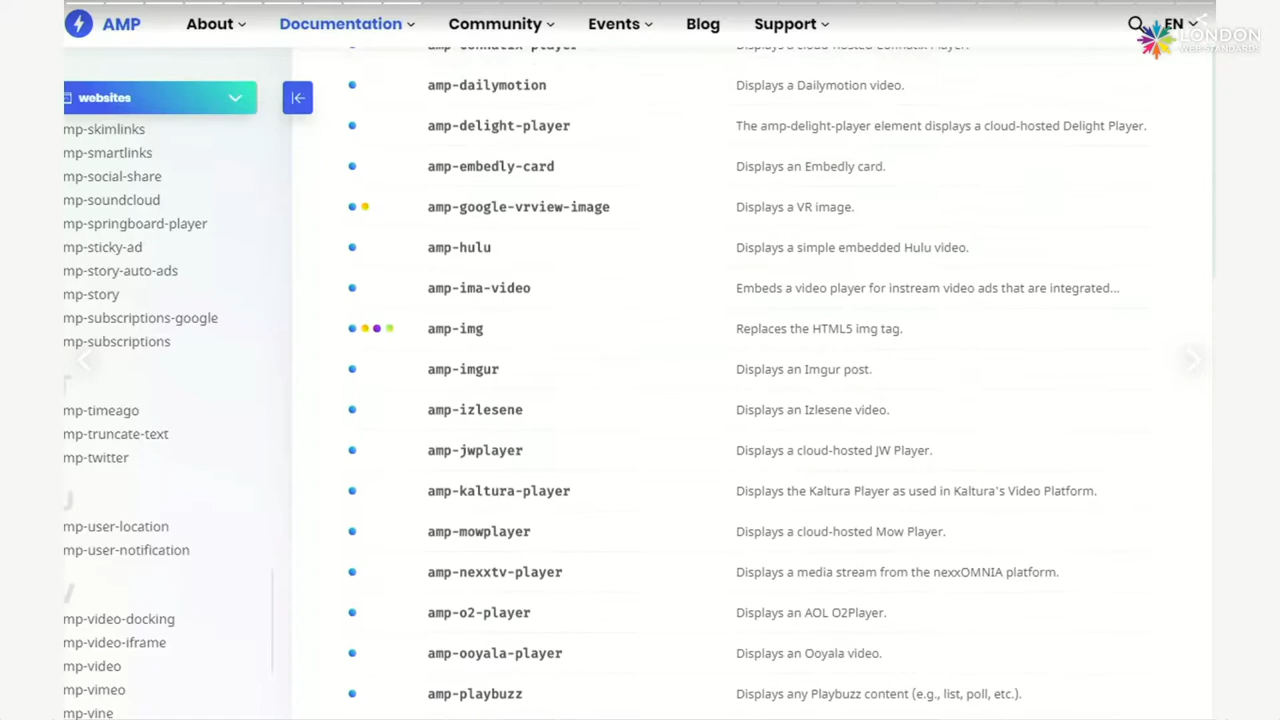 AMP About Documentation Community Events Blog Support EN
LONDON
WEB STANDARDS
amp-connatix-player Displays a cloud-hosted Connatix Player.
websites
mp-skimlinks
mp-smartlinks
mp-social-share
mp-soundcloud
mp-springboard-player
mp-sticky-ad
mp-story-auto-ads
mp-story
mp-subscriptions-google
mp-subscriptions
T
mp-timeago
mp-truncate-text
mp-twitter
U
mp-user-location
mp-user-notification
V
mp-video-docking
mp-video-iframe
mp-video
mp-vimeo
mp-vine
amp-dailymotion Displays a Dailymotion video.
amp-delight-player The amp-delight-player element displays a cloud-hosted Delight Player.
amp-embedly-card Displays an Embedly card.
amp-google-vrview-image Displays a VR image.
amp-hulu Displays a simple embedded Hulu video.
amp-ima-video Embeds a video player for instream video ads that are integrated...
amp-img Replaces the HTML5 img tag.
amp-imgur Displays an Imgur post.
amp-izlesene Displays an Izlesene video.
amp-jwplayer Displays a cloud-hosted JW Player.
amp-kaltura-player Displays the Kaltura Player as used in Kaltura's Video Platform.
amp-mowplayer Displays a cloud-hosted Mow Player.
amp-nexxtv-player Displays a media stream from the nexxOMNIA platform.
amp-o2-player Displays an AOL O2Player.
amp-ooyala-player Displays an Ooyala video.
amp-playbuzz Displays any Playbuzz content (e.g., list, poll, etc.).